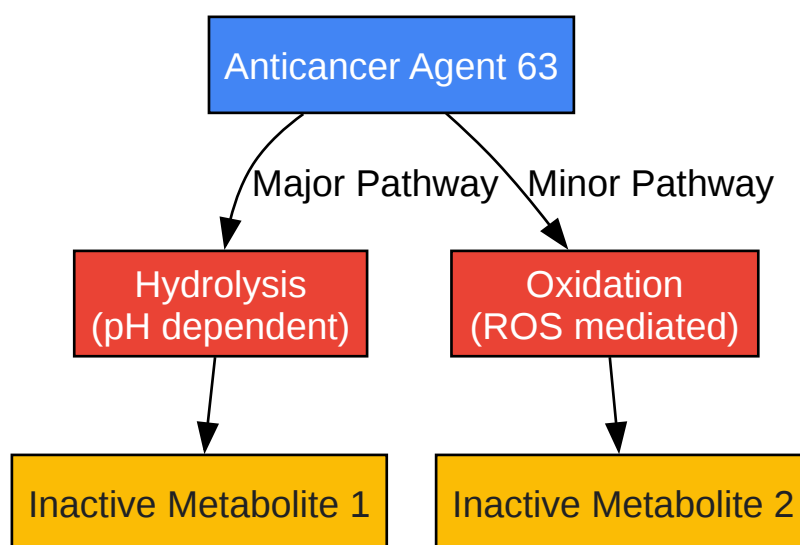 Anticancer Agent 63
Major Pathway
Minor Pathway
Hydrolysis
(pH dependent)
Oxidation
(ROS mediated)
Inactive Metabolite 1
Inactive Metabolite 2